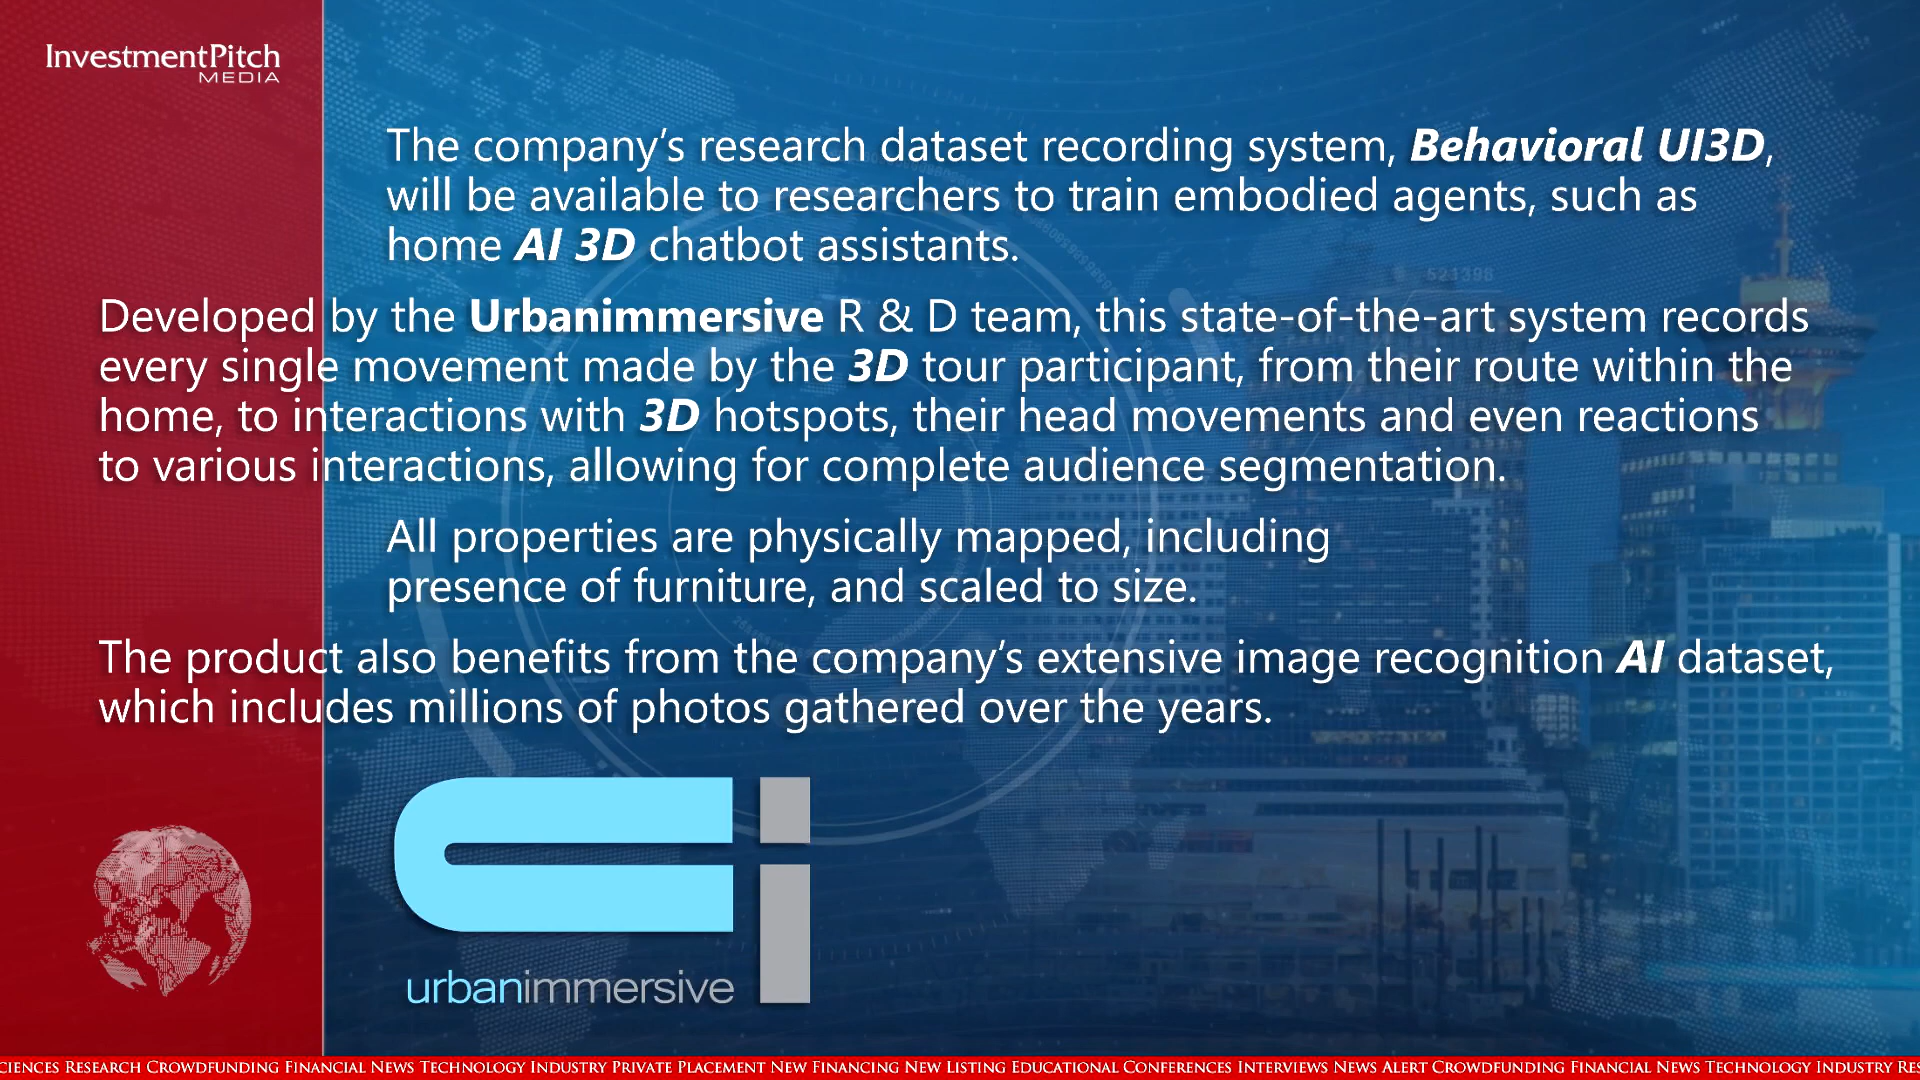 InvestmentPitch
MEDIA
The company’s research dataset recording system, Behavioral UI3D,
will be available to researchers to train embodied agents, such as
home AI 3D chatbot assistants.
Developed by the Urbanimmersive R & D team, this state-of-the-art system records
every single movement made by the 3D tour participant, from their route within the
home, to interactions with 3D hotspots, their head movements and even reactions
to various interactions, allowing for complete audience segmentation.
All properties are physically mapped, including
presence of furniture, and scaled to size.
The product also benefits from the company’s extensive image recognition AI dataset,
which includes millions of photos gathered over the years.
urbanimmersive
CIENCES RESEARCH CROWDFUNDING FINANCIAL NEWS TECHNOLOGY INDUSTRY PRIVATE PLACEMENT NEW FINANCING NEW LISTING EDUCATIONAL CONFERENCES INTERVIEWS NEWS ALERT CROWDFUNDING FINANCIAL NEWS TECHNOLOGY INDUSTRY RES